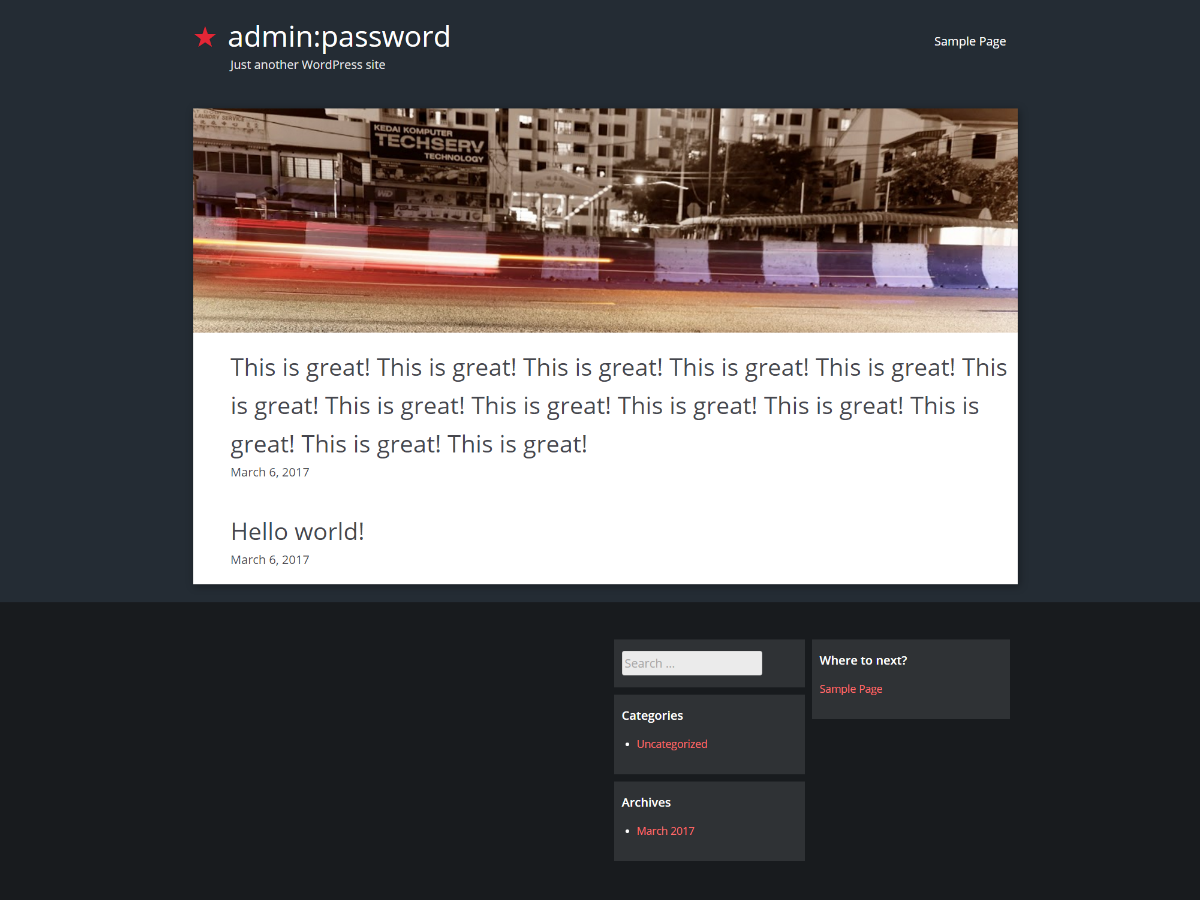 admin:password
Just another WordPress site
Sample Page
LAUNDRY SERVICE
KEDAI KOMPUTER
TECHSERV
TECHNOLOGY
This is great! This is great! This is great! This is great! This is great! This
is great! This is great! This is great! This is great! This is great! This is
great! This is great! This is great!
March 6, 2017
Hello world!
March 6, 2017
Search ...
Where to next?
Sample Page
Categories
Uncategorized
Archives
March 2017